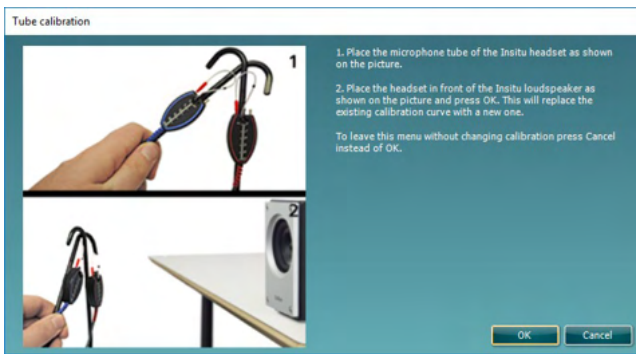 Tube calibration
1
1. Place the microphone tube of the Insitu headset as shown
on the picture.
2. Place the headset in front of the Insitu loudspeaker as
shown on the picture and press OK. This will replace the
existing calibration curve with a new one.
To leave this menu without changing calibration press Cancel
instead of OK.
2
OK
Cancel